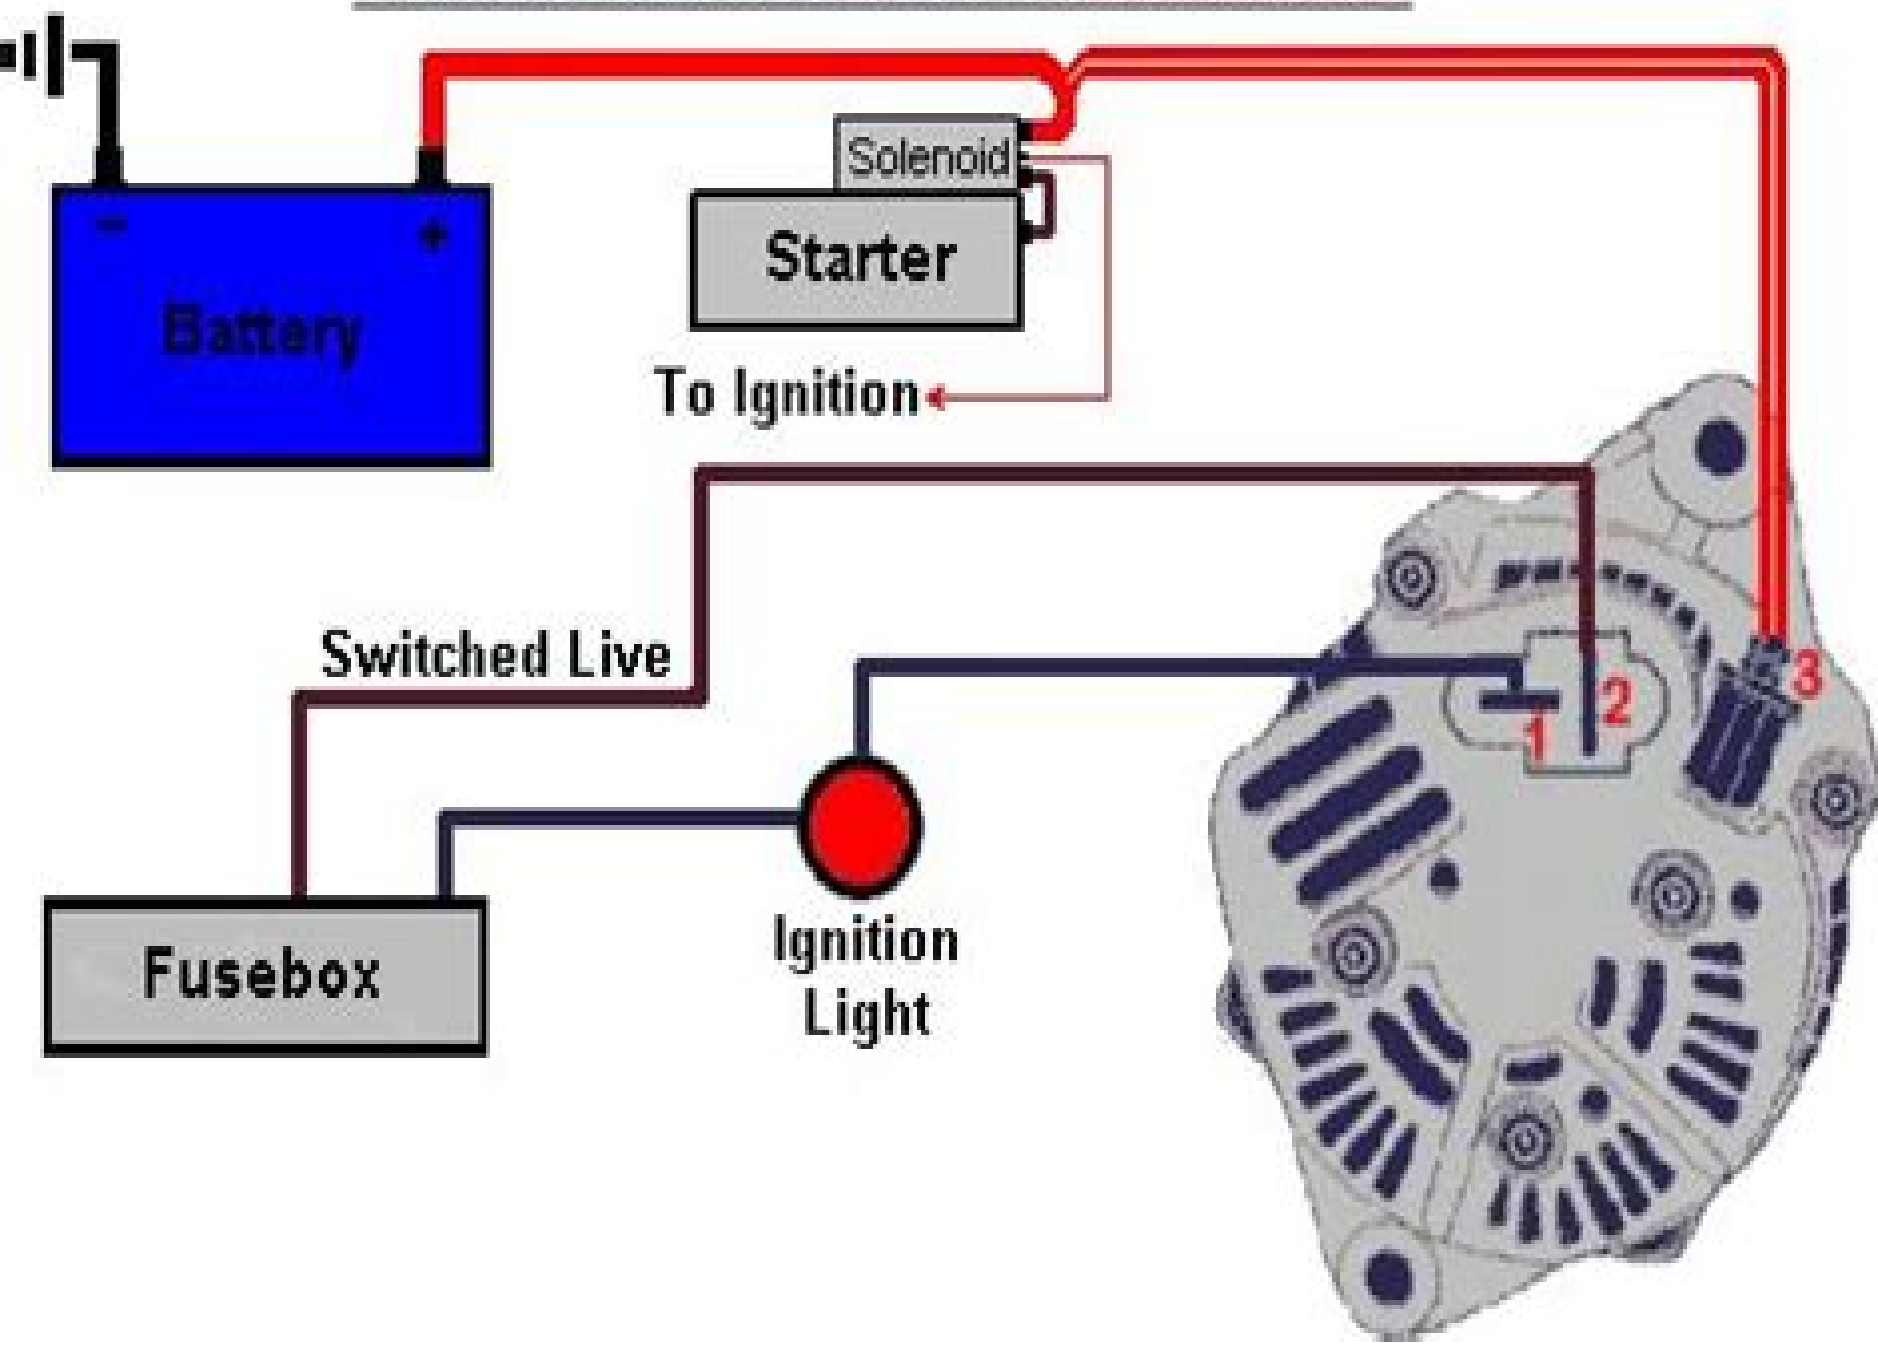 Solenoid
Starter
- +
Battery
To Ignition
Switched Live
1
2
3
Ignition
Light
Fusebox